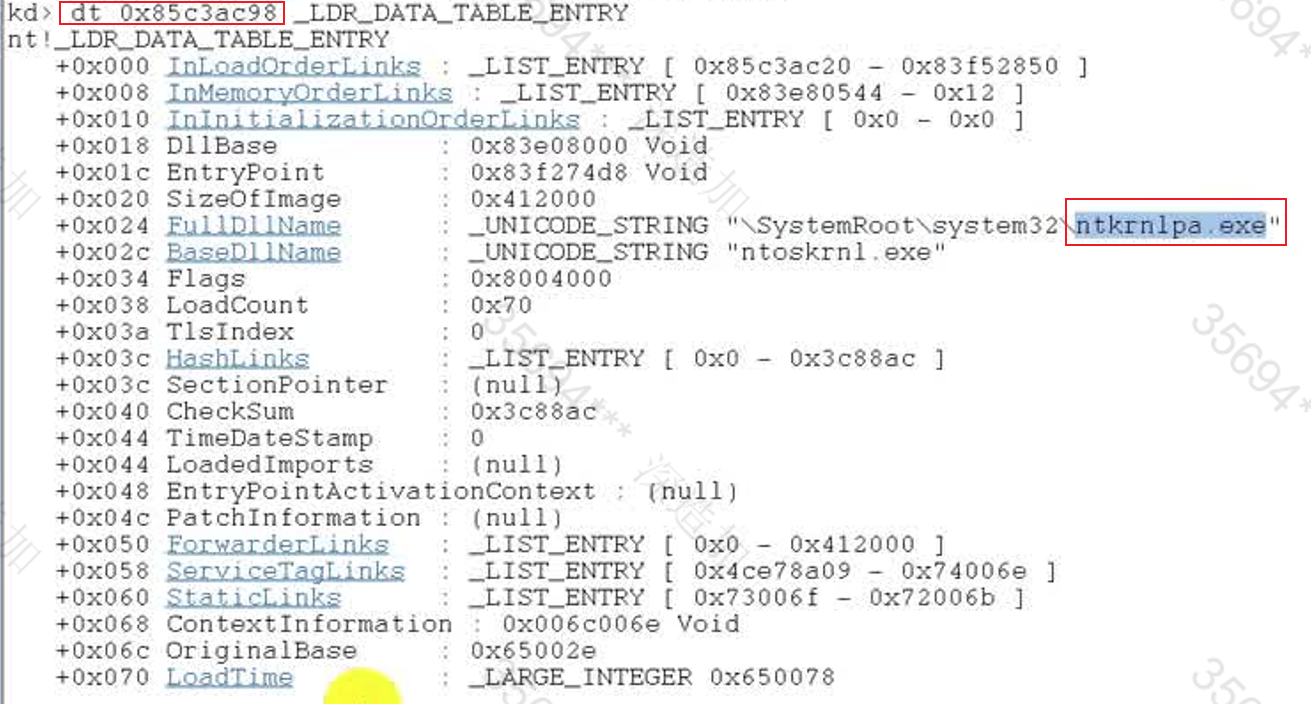 kd> dt 0x85c3ac98 _LDR_DATA_TABLE_ENTRY
nt!_LDR_DATA_TABLE_ENTRY
+0x000 InLoadOrderLinks : _LIST_ENTRY [ 0x85c3ac20 - 0x83f52850 ]
+0x008 InMemoryOrderLinks : _LIST_ENTRY [ 0x83e80544 - 0x12 ]
+0x010 InInitializationOrderLinks : _LIST_ENTRY [ 0x0 - 0x0 ]
+0x018 DllBase : 0x83e08000 Void
+0x01c EntryPoint : 0x83f274d8 Void
+0x020 SizeOfImage : 0x412000
+0x024 FullDllName : _UNICODE_STRING "\SystemRoot\system32\ntkrnlpa.exe"
+0x02c BaseDllName : _UNICODE_STRING "ntoskrnl.exe"
+0x034 Flags : 0x8004000
+0x038 LoadCount : 0x70
+0x03a TlsIndex : 0
+0x03c HashLinks : _LIST_ENTRY [ 0x0 - 0x3c88ac ]
+0x03c SectionPointer : (null)
+0x040 CheckSum : 0x3c88ac
+0x044 TimeDateStamp : 0
+0x044 LoadedImports : (null)
+0x048 EntryPointActivationContext : (null)
+0x04c PatchInformation : (null)
+0x050 ForwarderLinks : _LIST_ENTRY [ 0x0 - 0x412000 ]
+0x058 ServiceTagLinks : _LIST_ENTRY [ 0x4ce78a09 - 0x74006e ]
+0x060 StaticLinks : _LIST_ENTRY [ 0x73006f - 0x72006b ]
+0x068 ContextInformation : 0x006c006e Void
+0x06c OriginalBase : 0x65002e
+0x070 LoadTime : _LARGE_INTEGER 0x650078
35694***